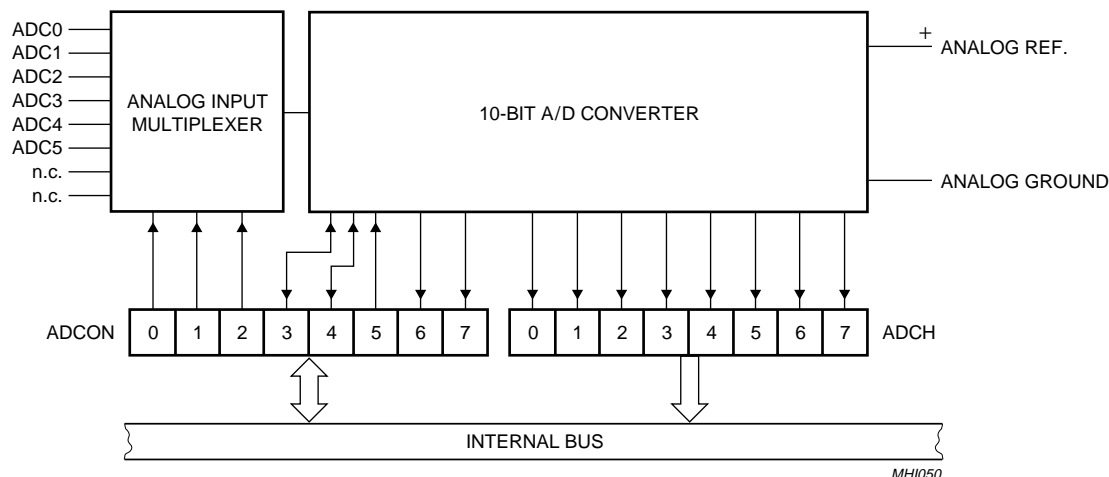 ADC0
ADC1
ADC2
ADC3
ADC4
ADC5
n.c.
n.c.
ANALOG INPUT
MULTIPLEXER
10-BIT A/D CONVERTER
+
ANALOG REF.
ANALOG GROUND
ADCON 0 1 2 3 4 5 6 7
0 1 2 3 4 5 6 7 ADCH
INTERNAL BUS
MHI050